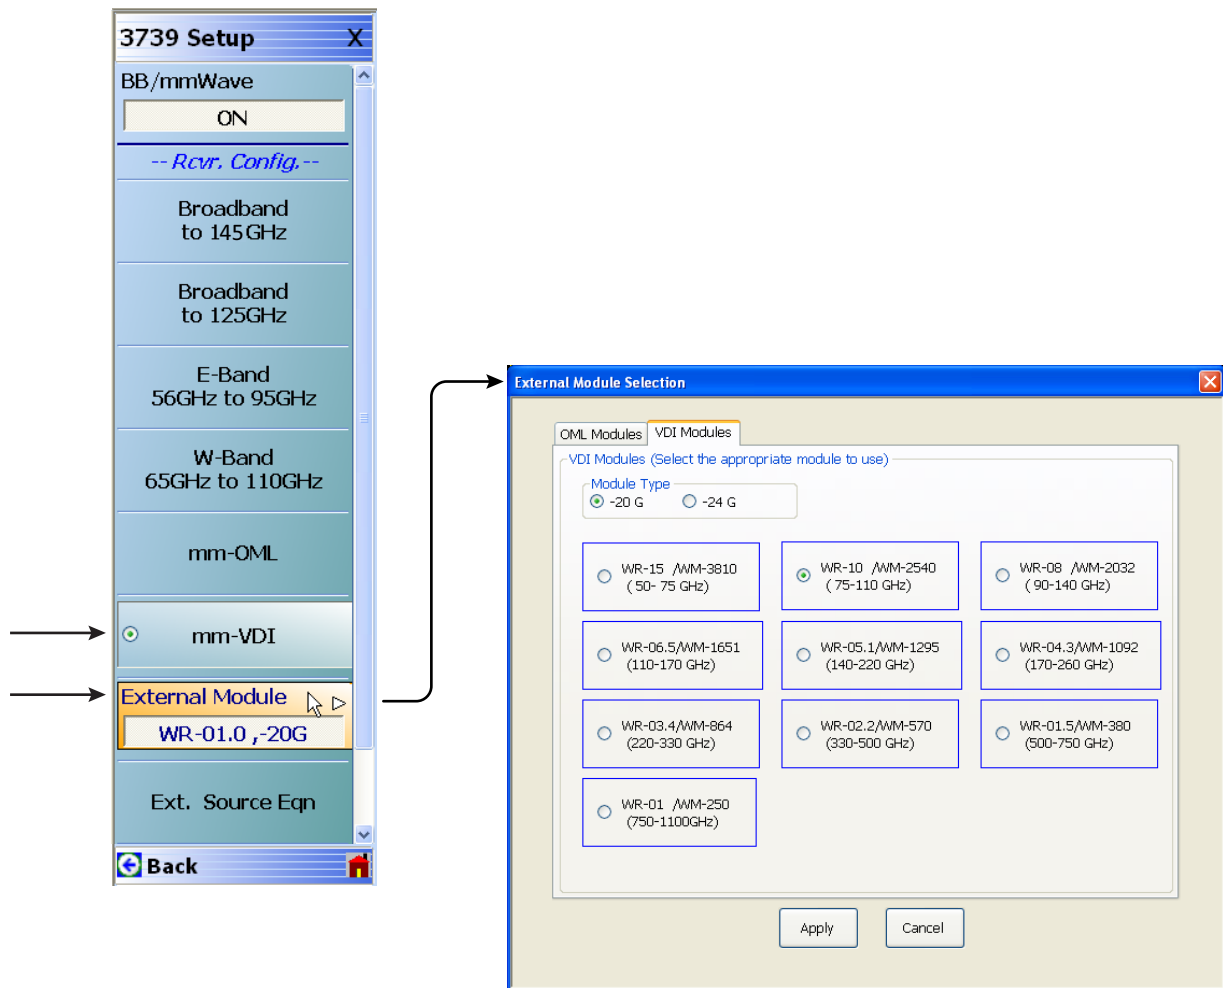 3739 Setup X
BB/mmWave
ON
-- Rcvr. Config.--
Broadband
to 145GHz
Broadband
to 125GHz
E-Band
56GHz to 95GHz
W-Band
65GHz to 110GHz
mm-OML
mm-VDI
External Module
WR-01.0 ,-20G
Ext. Source Eqn
Back
External Module Selection
OML Modules VDI Modules
VDI Modules (Select the appropriate module to use)
Module Type
-20 G -24 G
WR-15 /WM-3810
( 50- 75 GHz)
WR-10 /WM-2540
( 75-110 GHz)
WR-08 /WM-2032
( 90-140 GHz)
WR-06.5/WM-1651
(110-170 GHz)
WR-05.1/WM-1295
(140-220 GHz)
WR-04.3/WM-1092
(170-260 GHz)
WR-03.4/WM-864
(220-330 GHz)
WR-02.2/WM-570
(330-500 GHz)
WR-01.5/WM-380
(500-750 GHz)
WR-01 /WM-250
(750-1100GHz)
Apply Cancel